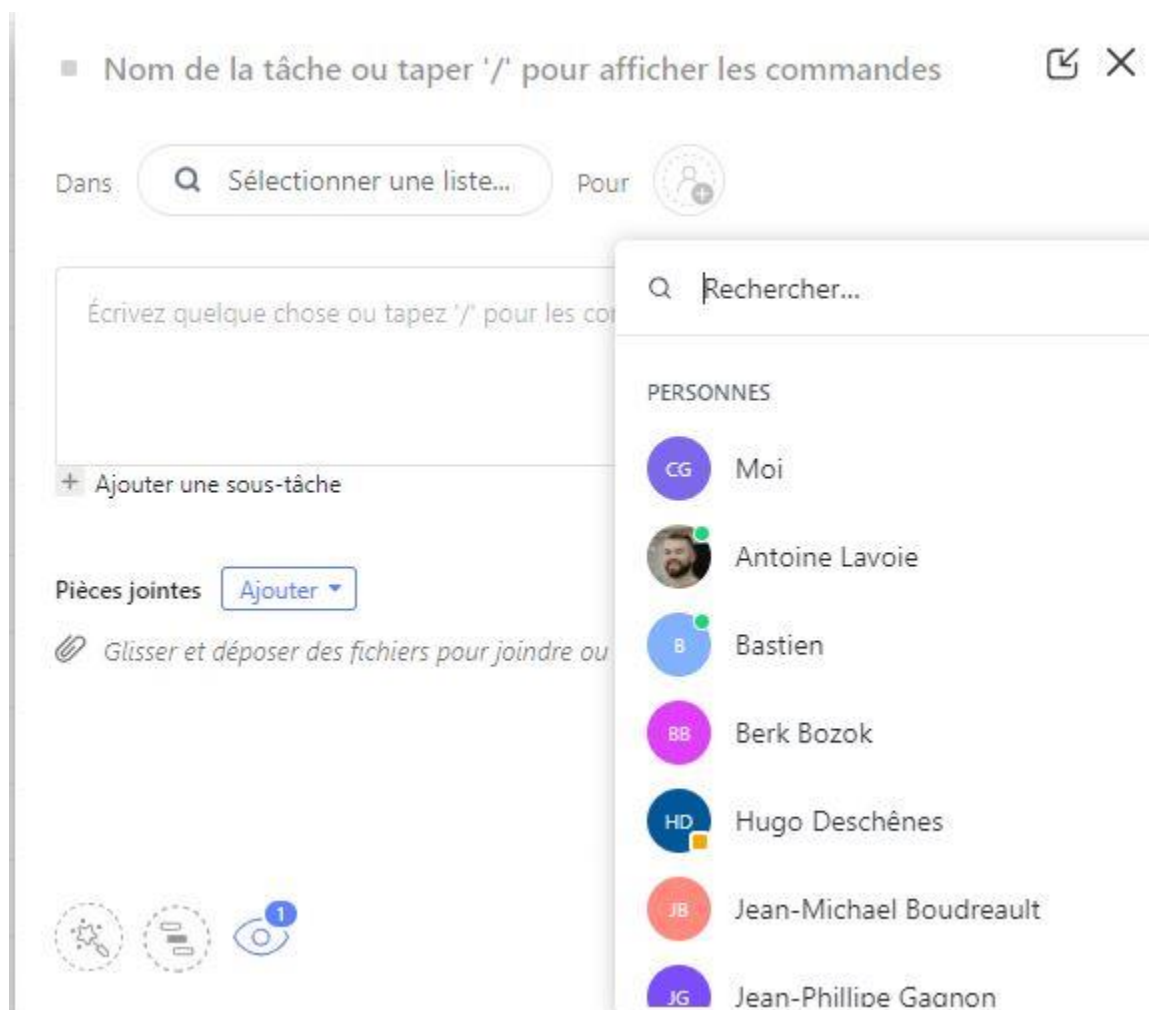 Nom de la tâche ou taper '/' pour afficher les commandes
Dans Sélectionner une liste... Pour
Rechercher...
Écrivez quelque chose ou tapez '/' pour les
PERSONNES
CG Moi
Ajouter une sous-tâche
Antoine Lavoie
Pièces jointes Ajouter
B Bastien
Glisser et déposer des fichiers pour joindre ou
BB Berk Bozok
HD Hugo Deschênes
JB Jean-Michael Boudreault
1
JG Jean-Phillipe Gagnon